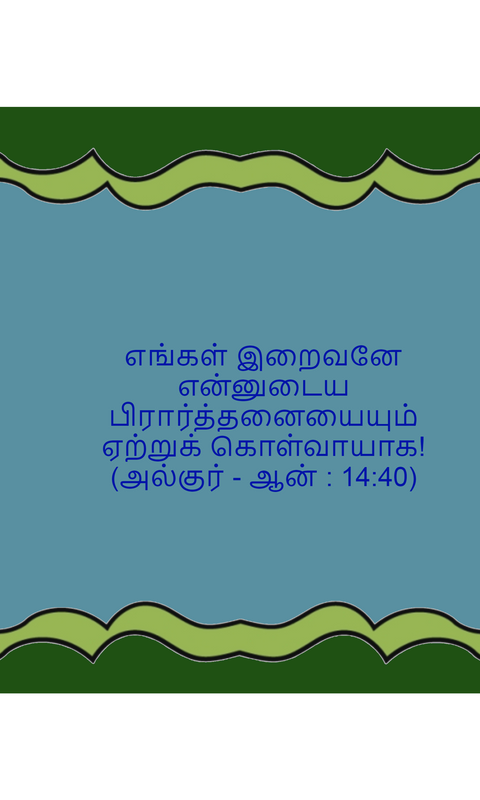 எங்கள் இறைவனே
என்னுடைய
பிரார்த்தனையையும்
ஏற்றுக் கொள்வாயாக!
(அல்குர் - ஆன் : 14:40)